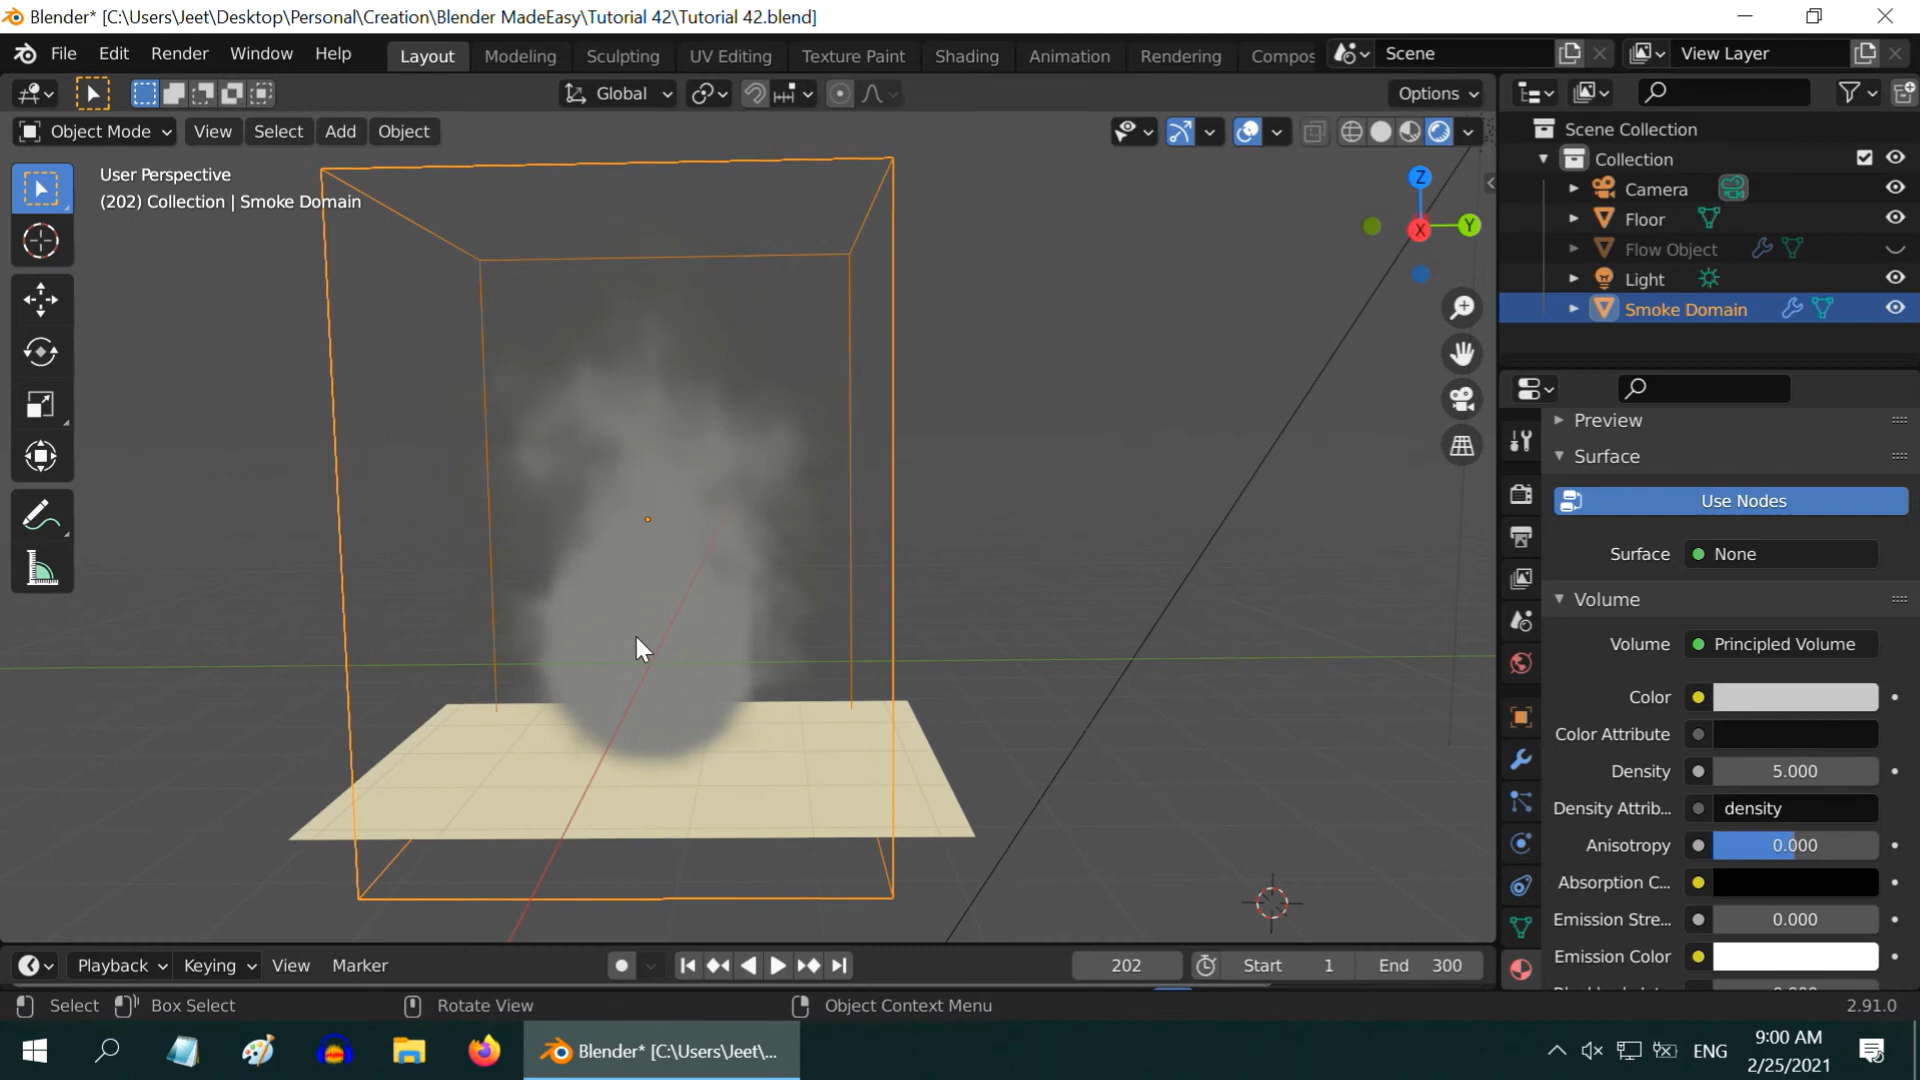 Blender* [C:\Users\Jeet\Desktop\Personal\Creation\Blender MadeEasy\Tutorial 42\Tutorial 42.blend]
File Edit Render Window Help
Layout Modeling Sculpting UV Editing Texture Paint Shading Animation Rendering Compos
Scene
View Layer
Global
Options
Object Mode View Select Add Object
User Perspective
(202) Collection | Smoke Domain
Z
Y
X
Scene Collection
Collection
Camera
Floor
Flow Object
Light
Smoke Domain
Preview
Surface
Use Nodes
Surface None
Volume
Volume Principled Volume
Color
Color Attribute
Density 5.000
Density Attrib... density
Anisotropy 0.000
Absorption C...
Emission Stre... 0.000
Emission Color
Playback Keying View Marker
202 Start 1 End 300
Select Box Select Rotate View Object Context Menu
2.91.0
Blender* [C:\Users\Jeet\...
ENG
9:00 AM
2/25/2021